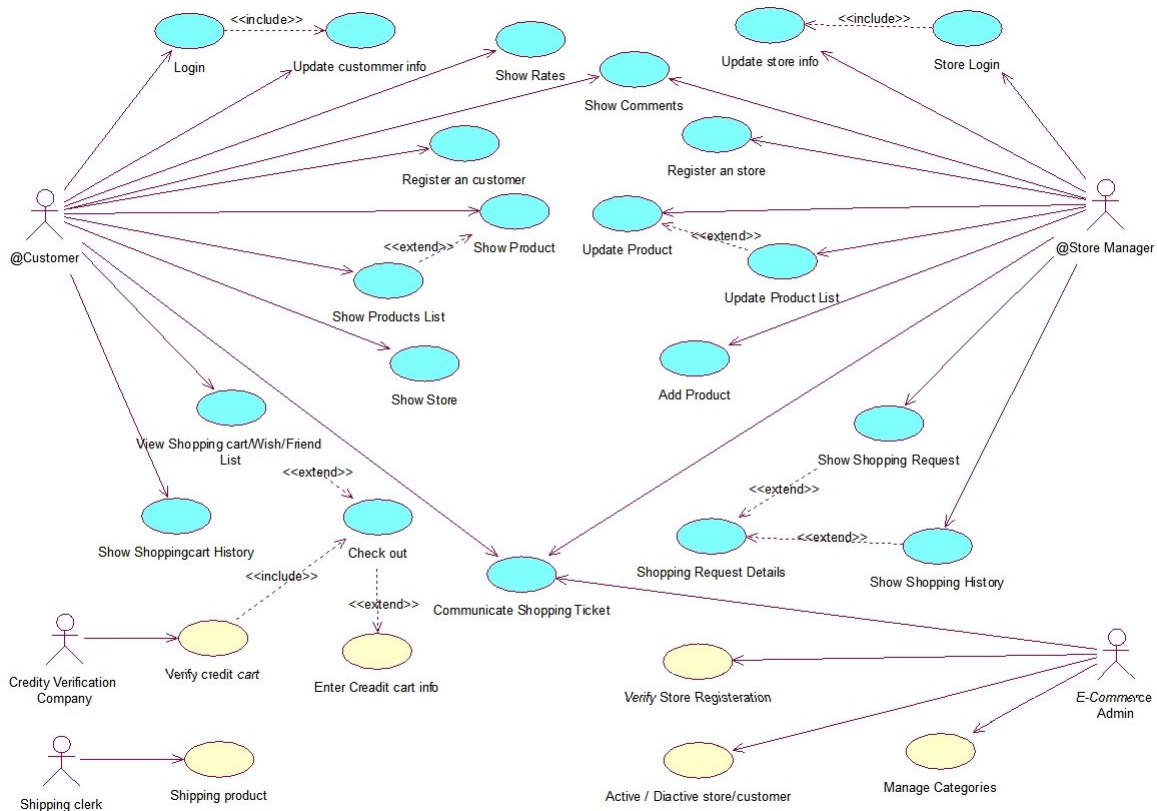 <<include>>
<<include>>
Login
Update custommer info
Show Rates
Update store info
Store Login
Show Comments
Register an customer
Register an store
<<extend>>
Show Product
Update Product
<<extend>>
@Customer
@Store Manager
Show Products List
Update Product List
Show Store
Add Product
View Shopping cart/Wish/Friend
List
Show Shopping Request
<<extend>>
<<extend>>
Show Shoppingcart History
Check out
<<extend>>
<<include>>
Shopping Request Details
Show Shopping History
<<extend>>
Communicate Shopping Ticket
Credity Verification
Company
Verify credit cart
Enter Creadit cart info
Verify Store Registeration
E-Commerce
Admin
Shipping clerk
Shipping product
Active / Diactive store/customer
Manage Categories